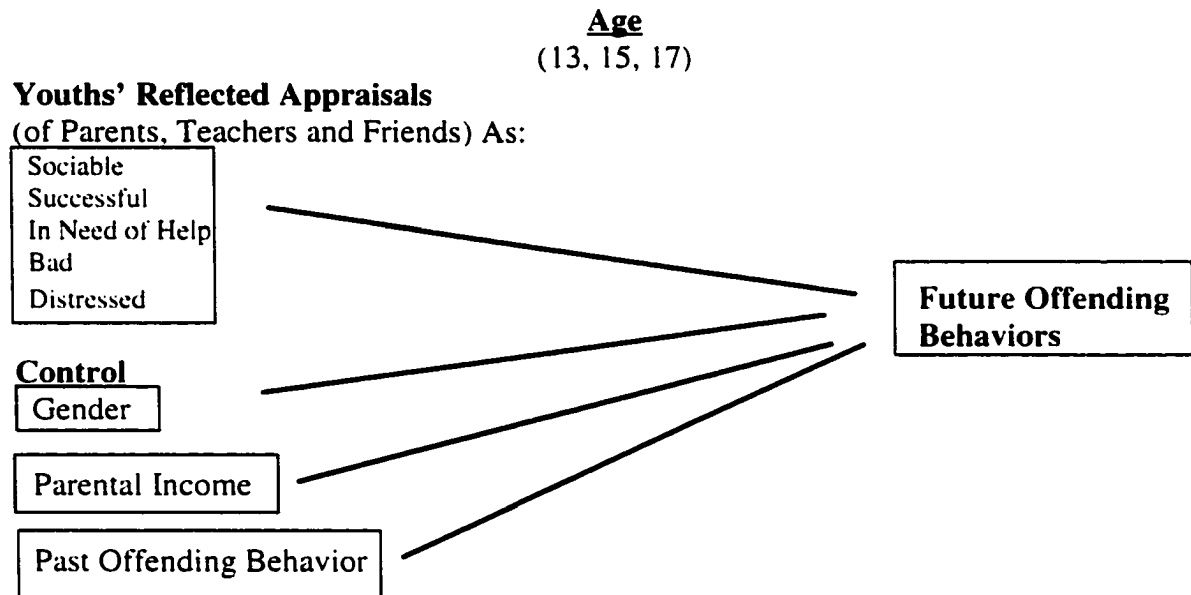 Age
(13, 15, 17)
Youths' Reflected Appraisals
(of Parents, Teachers and Friends) As:
Sociable
Successful
In Need of Help
Bad
Distressed
Future Offending
Behaviors
Control
Gender
Parental Income
Past Offending Behavior